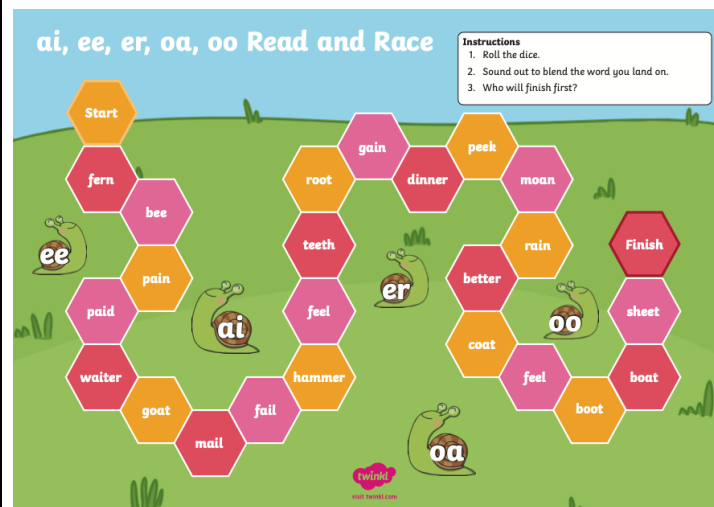 ai, ee, er, oa, oo Read and Race
Instructions
1. Roll the dice.
2. Sound out to blend the word you land on.
3. Who will finish first?
Start
fern
bee
pain
paid
waiter
goat
mail
fail
hammer
feel
teeth
root
gain
dinner
peek
moan
rain
better
coat
feel
boot
boat
sheet
Finish
ee
ai
er
oo
oa
twinkl
visit twinkl.com